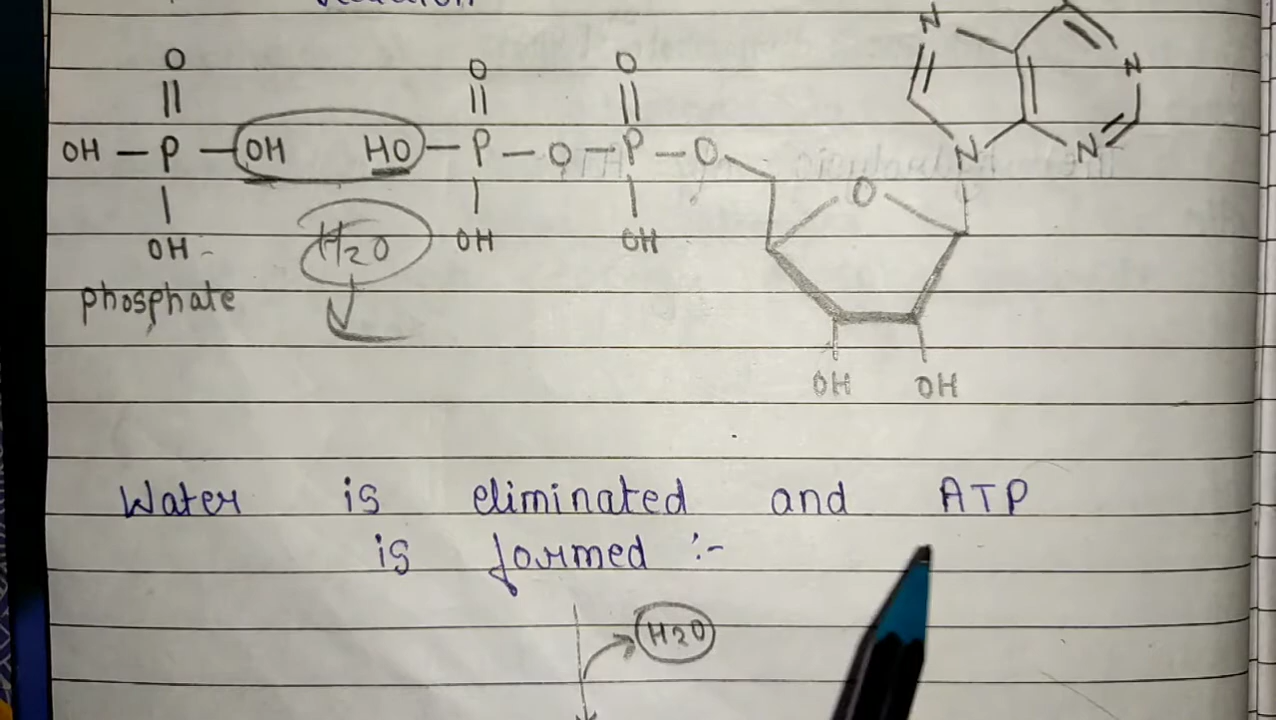 O O O
N N
OH P OH HO P O P O N N
O
OH H2O OH OH
phosphate
OH OH
Water is eliminated and ATP
is formed :-
H2O